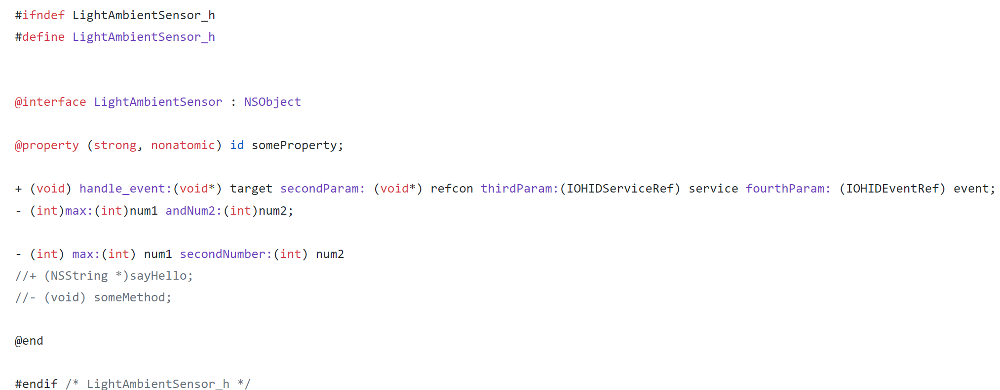 #ifndef LightAmbientSensor_h
#define LightAmbientSensor_h
@interface LightAmbientSensor : NSObject
@property (strong, nonatomic) id someProperty;
+ (void) handle_event:(void*) target secondParam: (void*) refcon thirdParam:(IOHIDServiceRef) service fourthParam: (IOHIDEventRef) event;
- (int)max:(int)num1 andNum2:(int)num2;
- (int) max:(int) num1 secondNumber:(int) num2
//+ (NSString *)sayHello;
//- (void) someMethod;
@end
#endif /* LightAmbientSensor_h */